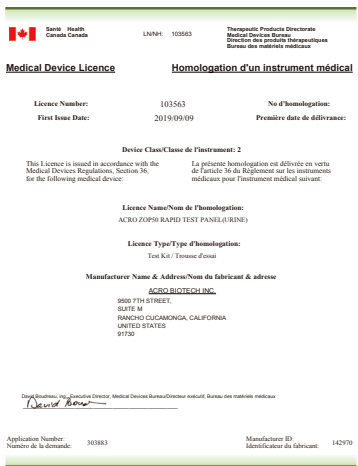 Santé Health
Canada Canada
LN/NH: 103563
Therapeutic Products Directorate
Medical Devices Bureau
Direction des produits thérapeutiques
Bureau des matériels médicaux
Medical Device Licence
Homologation d'un instrument médical
Licence Number: 103563 No d'homologation:
First Issue Date: 2019/09/09 Première date de délivrance:
Device Class/Classe de l'instrument: 2
This Licence is issued in accordance with the
Medical Devices Regulations, Section 36,
for the following medical device:
La présente homologation est délivrée en vertu
de l'article 36 du Règlement sur les instruments
médicaux pour l'instrument médical suivant:
Licence Name/Nom de l'homologation:
ACRO ZOP50 RAPID TEST PANEL(URINE)
Licence Type/Type d'homologation:
Test Kit / Trousse d'essai
Manufacturer Name & Address/Nom du fabricant & adresse
ACRO BIOTECH INC.
9500 7TH STREET,
SUITE M
RANCHO CUCAMONGA, CALIFORNIA
UNITED STATES
91730
David Boudreau, ing., Executive Director, Medical Devices Bureau/Directeur exécutif, Bureau des matériels médicaux
Application Number:
Numéro de la demande: 303883
Manufacturer ID:
Identificateur du fabricant: 142970